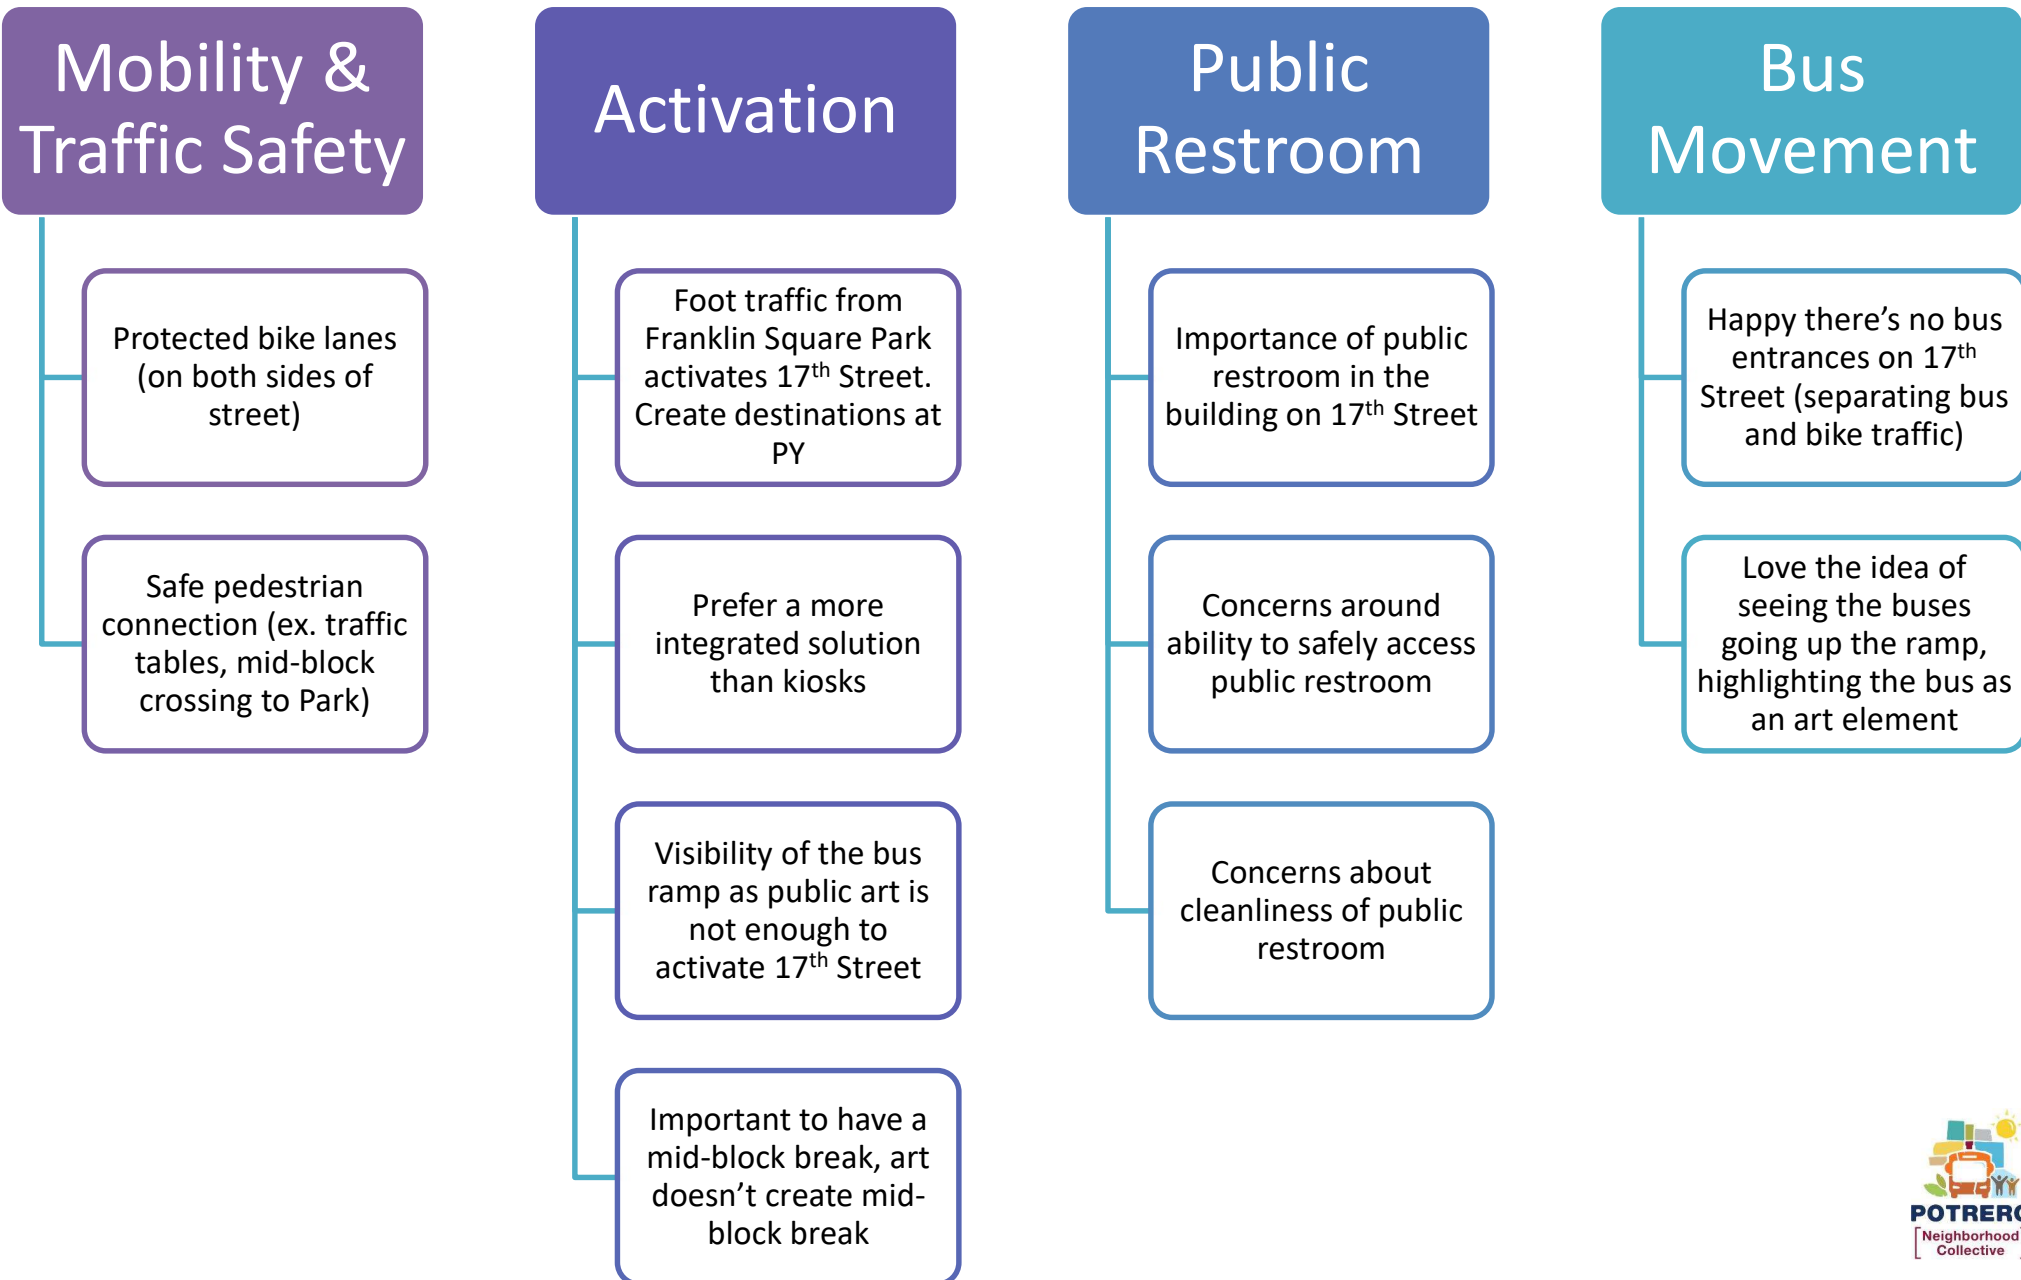 Mobility &
Traffic Safety
Protected bike lanes
(on both sides of
street)
Safe pedestrian
connection (ex. traffic
tables, mid-block
crossing to Park)
Activation
Foot traffic from
Franklin Square Park
activates 17th Street.
Create destinations at
PY
Prefer a more
integrated solution
than kiosks
Visibility of the bus
ramp as public art is
not enough to
activate 17th Street
Important to have a
mid-block break, art
doesn’t create mid-
block break
Public
Restroom
Importance of public
restroom in the
building on 17th Street
Concerns around
ability to safely access
public restroom
Concerns about
cleanliness of public
restroom
Bus
Movement
Happy there’s no bus
entrances on 17th
Street (separating bus
and bike traffic)
Love the idea of
seeing the buses
going up the ramp,
highlighting the bus as
an art element
POTRERO
Neighborhood
Collective